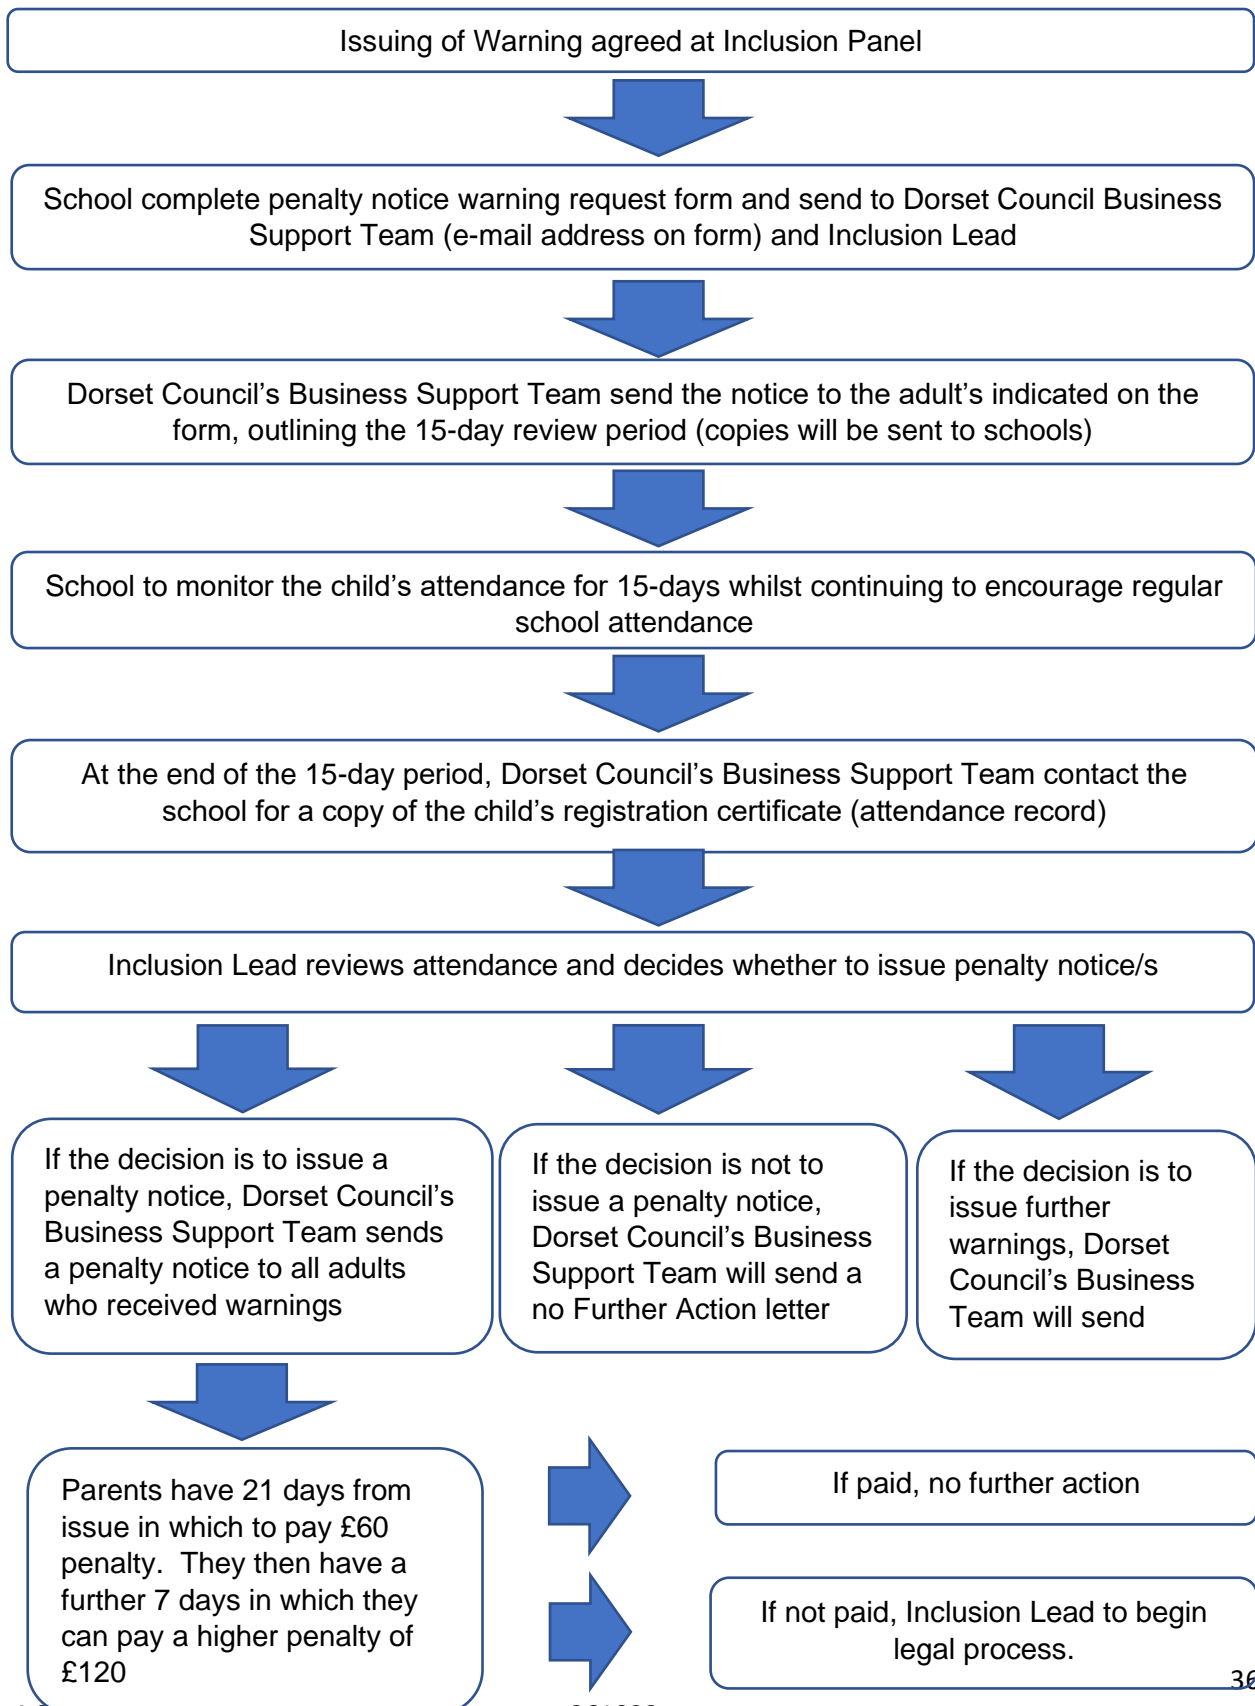 Issuing of Warning agreed at Inclusion Panel
School complete penalty notice warning request form and send to Dorset Council Business
Support Team (e-mail address on form) and Inclusion Lead
Dorset Council’s Business Support Team send the notice to the adult’s indicated on the
form, outlining the 15-day review period (copies will be sent to schools)
School to monitor the child’s attendance for 15-days whilst continuing to encourage regular
school attendance
At the end of the 15-day period, Dorset Council’s Business Support Team contact the
school for a copy of the child’s registration certificate (attendance record)
Inclusion Lead reviews attendance and decides whether to issue penalty notice/s
If the decision is to issue a
penalty notice, Dorset Council’s
Business Support Team sends
a penalty notice to all adults
who received warnings
If the decision is not to
issue a penalty notice,
Dorset Council’s Business
Support Team will send a
no Further Action letter
If the decision is to
issue further
warnings, Dorset
Council’s Business
Team will send
Parents have 21 days from
issue in which to pay £60
penalty.  They then have a
further 7 days in which they
can pay a higher penalty of
£120
If paid, no further action
If not paid, Inclusion Lead to begin
legal process.
36